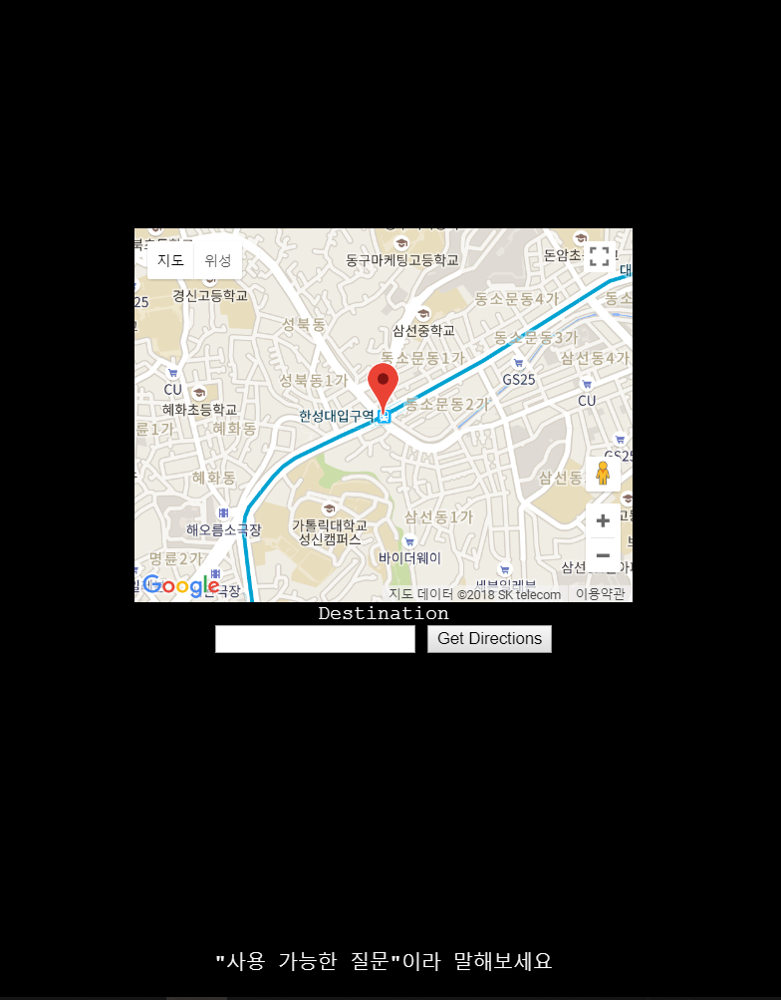 지도 위성
동구마케팅고등학교
경신고등학교
25
동소문동4가
성북동
삼선중학교
동소문동3가
동소문동1가
삼선동4가
GS25
성북동1가
CU
CU
혜화초등학교
동소문동2가
한성대입구역
혜화동
혜화동
가톨릭대학교
성신캠퍼스
삼선동1가
해오름소극장
바이더웨이
명륜2가
Google
지도 데이터 ©2018 SK telecom 이용약관
Destination
Get Directions
"사용 가능한 질문"이라 말해보세요